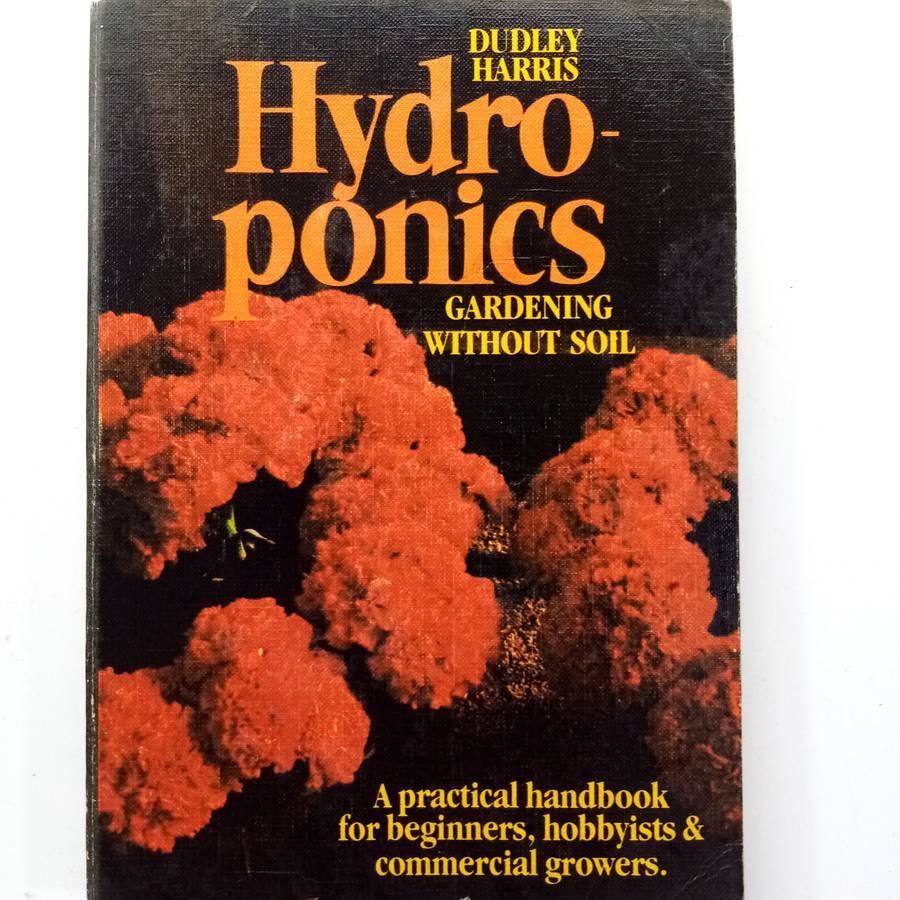 DUDLEY
HARRIS
Hydro-
ponics
GARDENING
WITHOUT SOIL
A practical handbook
for beginners, hobbyists &
commercial growers.